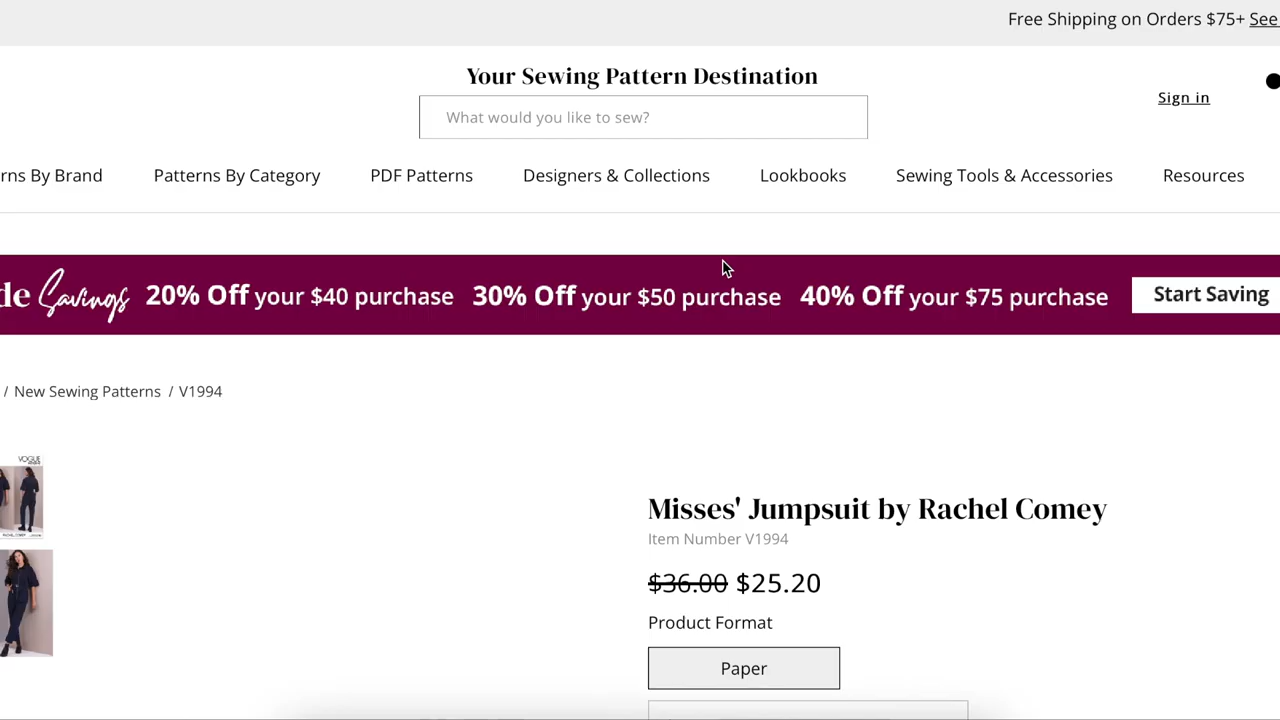 Free Shipping on Orders $75+ See
Your Sewing Pattern Destination
What would you like to sew?
Sign in
rns By Brand Patterns By Category PDF Patterns Designers & Collections Lookbooks Sewing Tools & Accessories Resources
de Savings 20% Off your $40 purchase 30% Off your $50 purchase 40% Off your $75 purchase Start Saving
/ New Sewing Patterns / V1994
VOGUE
Misses' Jumpsuit by Rachel Comey
Item Number V1994
$36.00 $25.20
Product Format
Paper